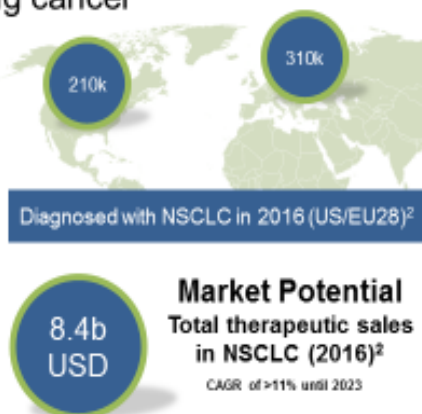 cancer
210k
310k
Diagnosed with NSCLC in 2016 (US/EU28)²
8.4b
USD
Market Potential
Total therapeutic sales
in NSCLC (2016)²
CAGR of >11% until 2023